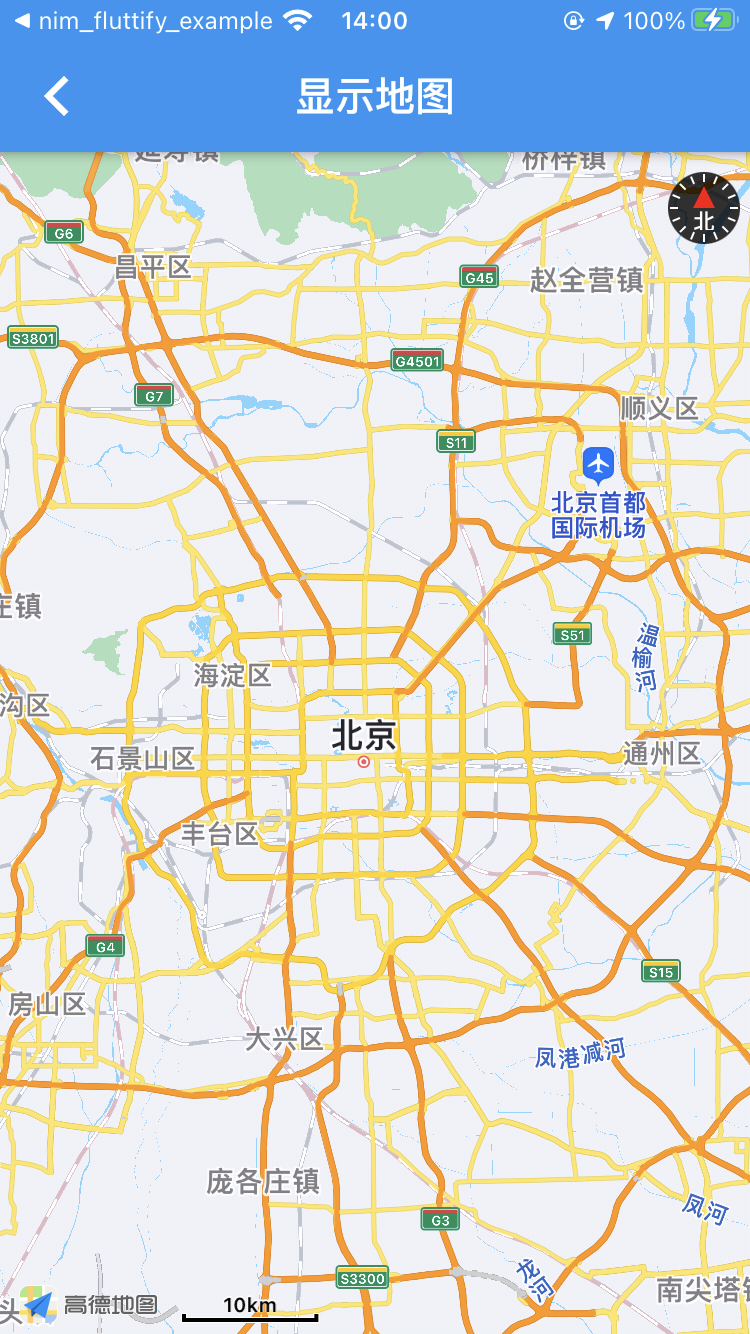 nim_fluttify_example 14:00 100%
显示地图
延寿镇
桥梓镇
北
G6
昌平区
G45
赵全营镇
S3801
G4501
G7
顺义区
S11
北京首都
国际机场
庄镇
S51
温榆河
海淀区
沟区
北京
石景山区
通州区
丰台区
G4
S15
房山区
大兴区
凤港减河
庞各庄镇
凤河
G3
龙河
S3300
南尖塔镇
头
高德地图
10km